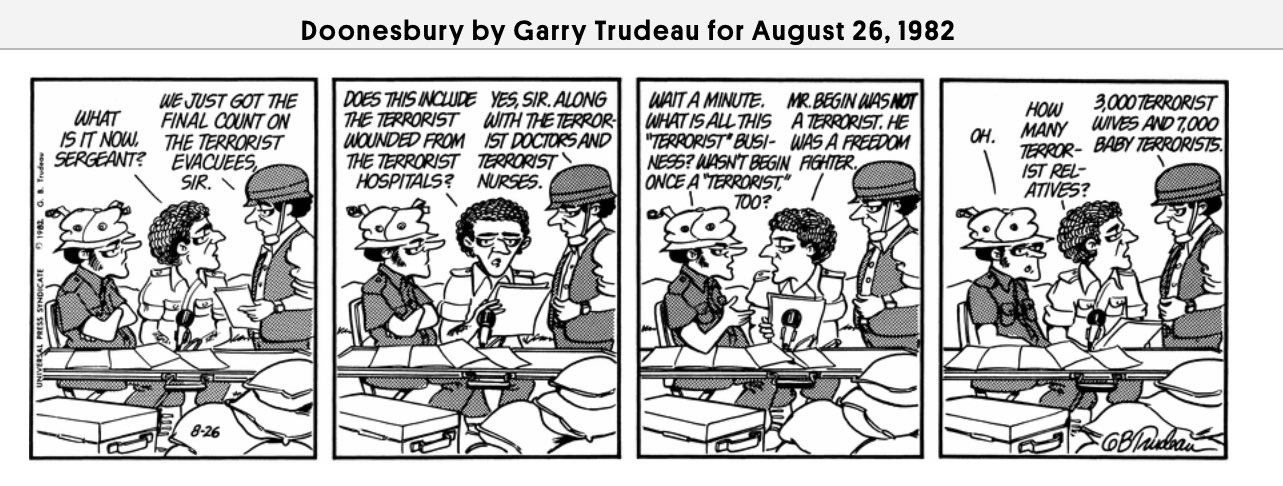 Doonesbury by Garry Trudeau for August 26, 1982
WHAT
IS IT NOW,
SERGEANT?
WE JUST GOT THE
FINAL COUNT ON
THE TERRORIST
EVACUEES,
SIR.
UNIVERSAL PRESS SYNDICATE © 1982 G. B. Trudeau
8-26
DOES THIS INCLUDE
THE TERRORIST
WOUNDED FROM
THE TERRORIST
HOSPITALS?
YES, SIR. ALONG
WITH THE TERROR-
IST DOCTORS AND
TERRORIST
NURSES.
WAIT A MINUTE.
WHAT IS ALL THIS
"TERRORIST" BUSI-
NESS? WASN'T BEGIN
ONCE A "TERRORIST,"
TOO?
MR. BEGIN WAS NOT
A TERRORIST. HE
WAS A FREEDOM
FIGHTER.
OH.
HOW
MANY
TERROR-
IST REL-
ATIVES?
3,000 TERRORIST
WIVES AND 7,000
BABY TERRORISTS.
GB Trudeau